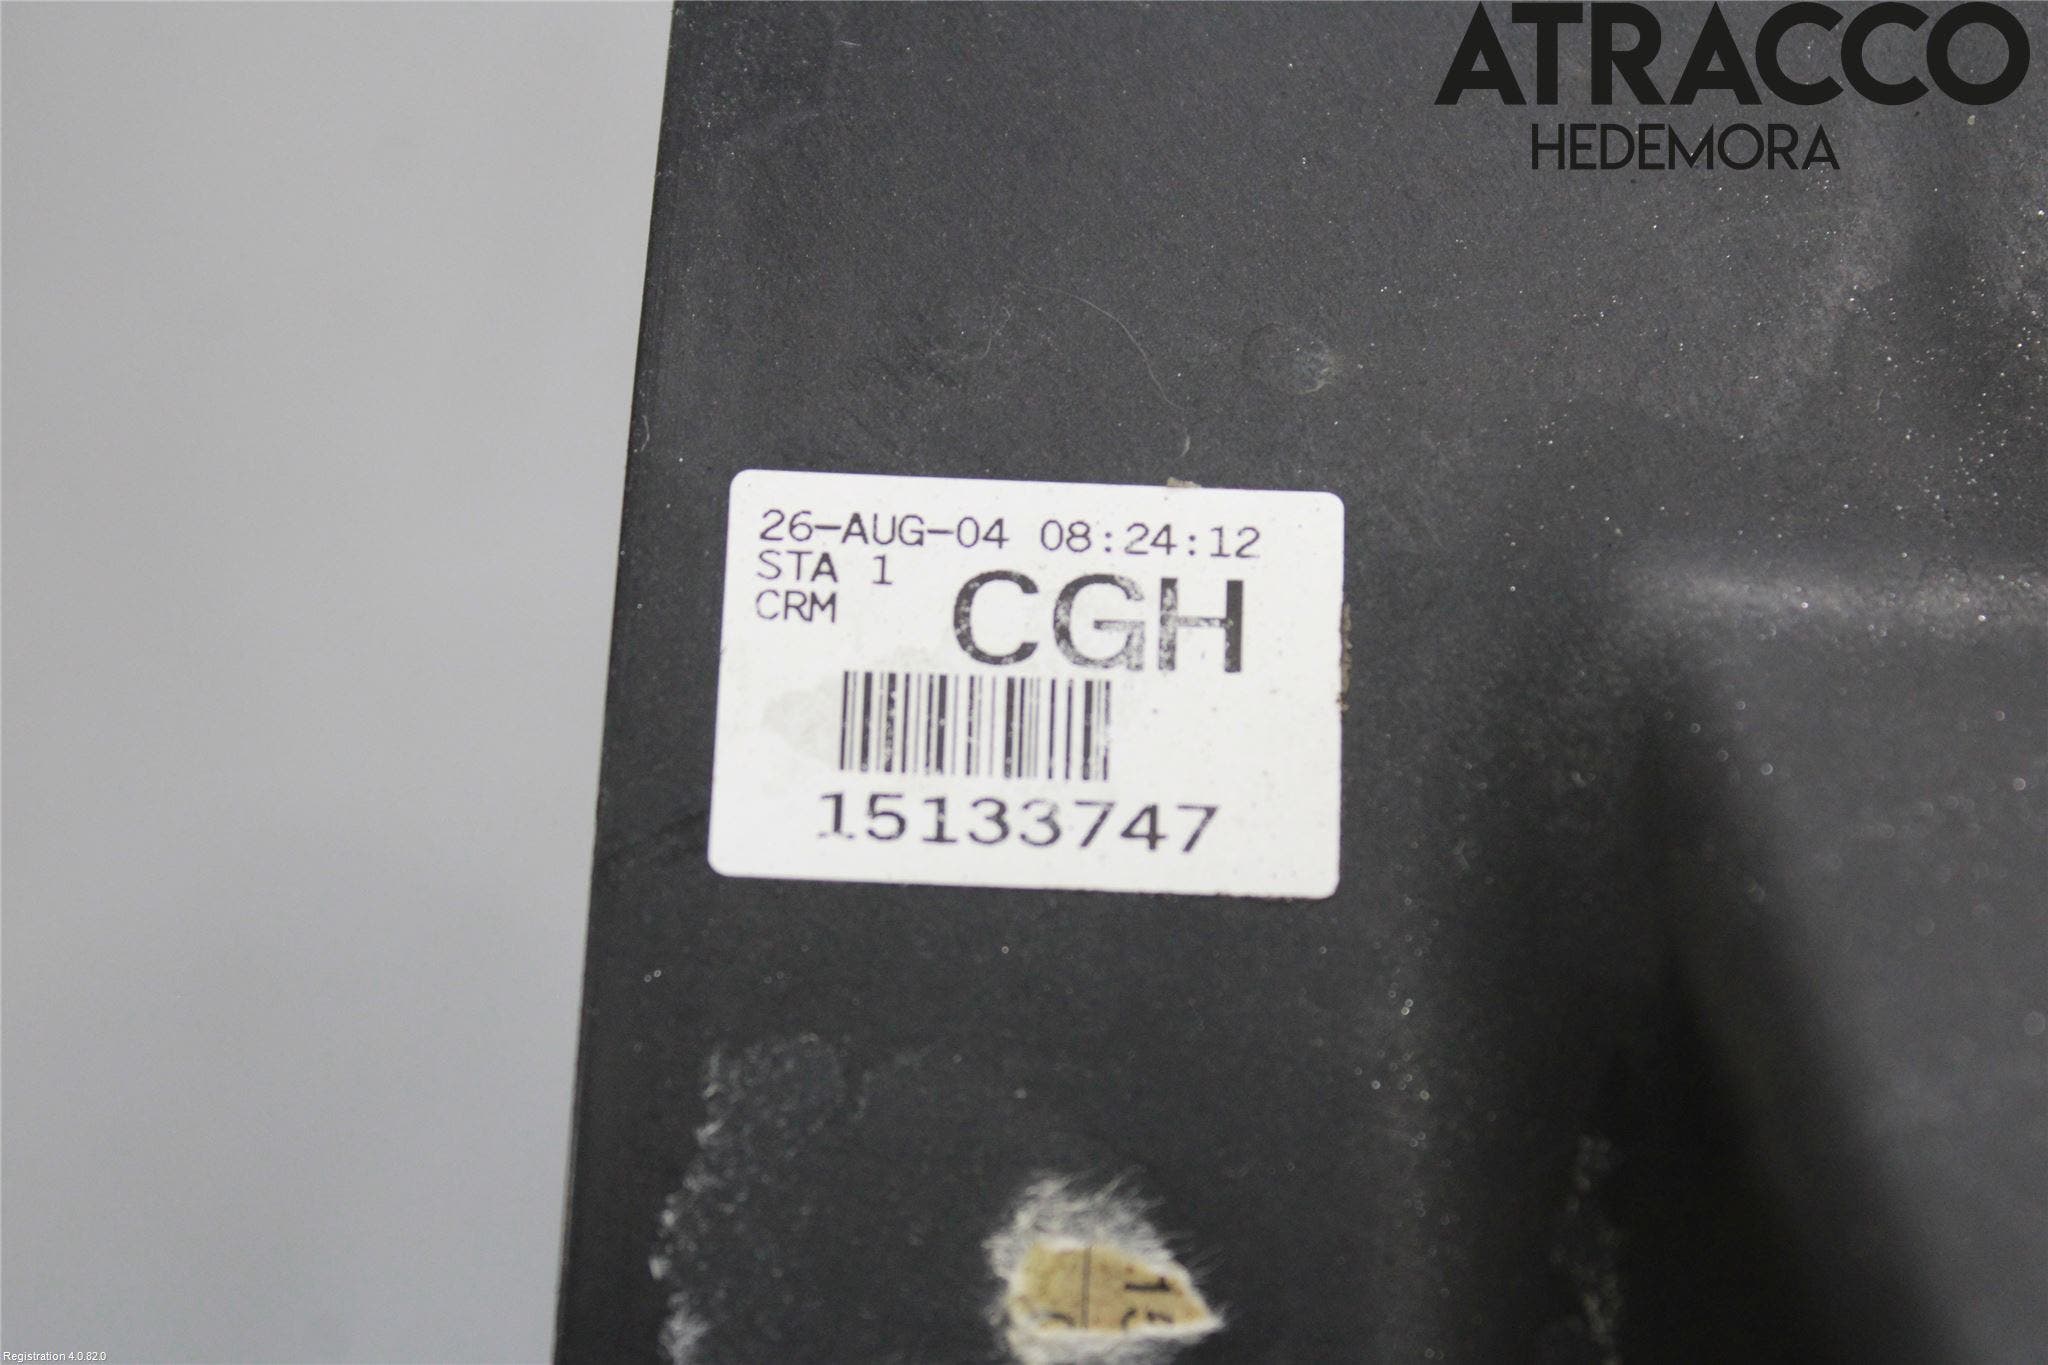 ATRACCO
HEDEMORA
26-AUG-04 08:24:12
STA 1
CRM
CGH
15133747
Registration 4.0.82.0